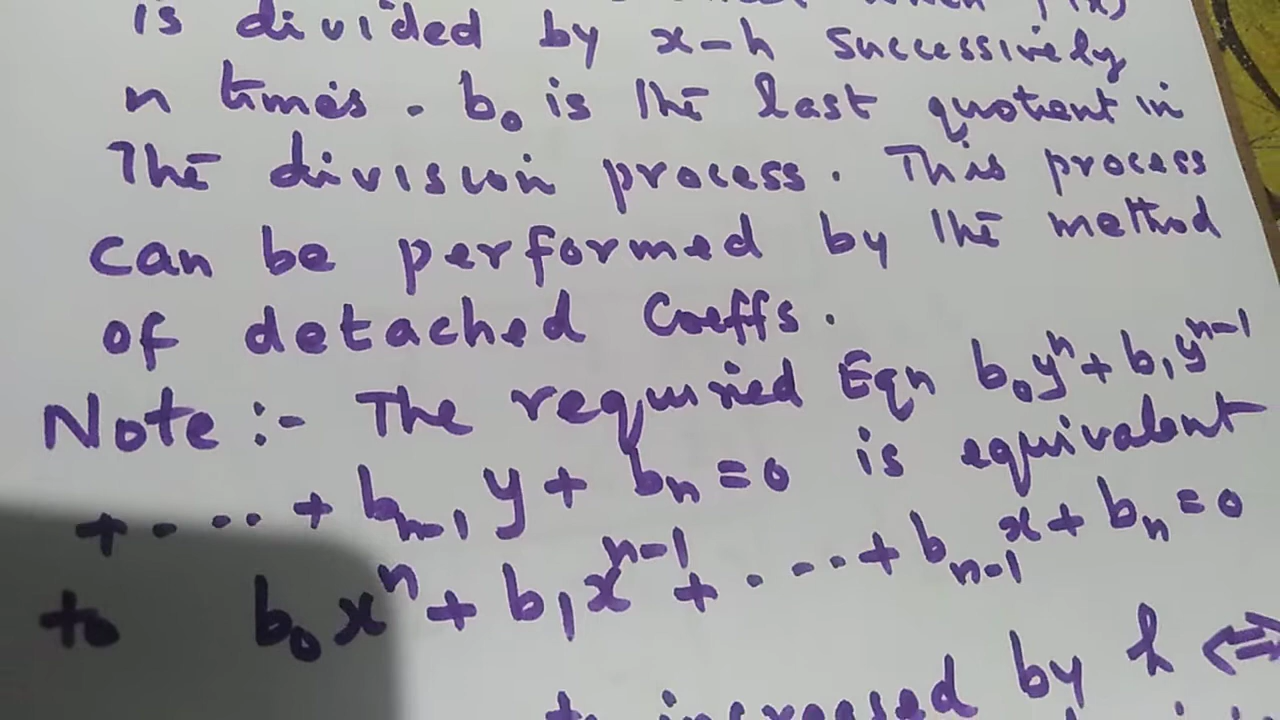 is divided by x-h successively
n times. b₀ is the last quotient in
The division process. This process
can be performed by the method
of detached Coeffs.
Note :- The required Eqn b₀yⁿ + b₁yⁿ⁻¹
+ .... + bₙ₋₁ y + bₙ = 0 is equivalent
to b₀xⁿ + b₁xⁿ⁻¹ + .... + bₙ₋₁ x + bₙ = 0
increased by h ⇔